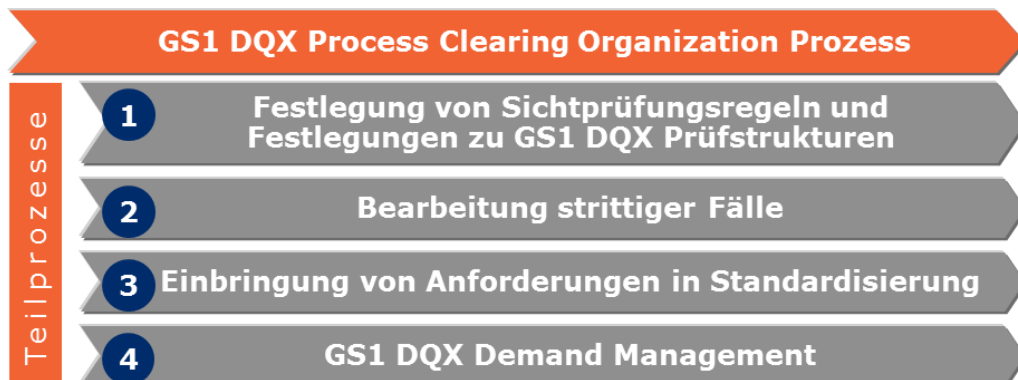 GS1 DQX Process Clearing Organization Prozess
Teilprozesse
1
Festlegung von Sichtprüfungsregeln und
Festlegungen zu GS1 DQX Prüfstrukturen
2
Bearbeitung strittiger Fälle
3
Einbringung von Anforderungen in Standardisierung
4
GS1 DQX Demand Management